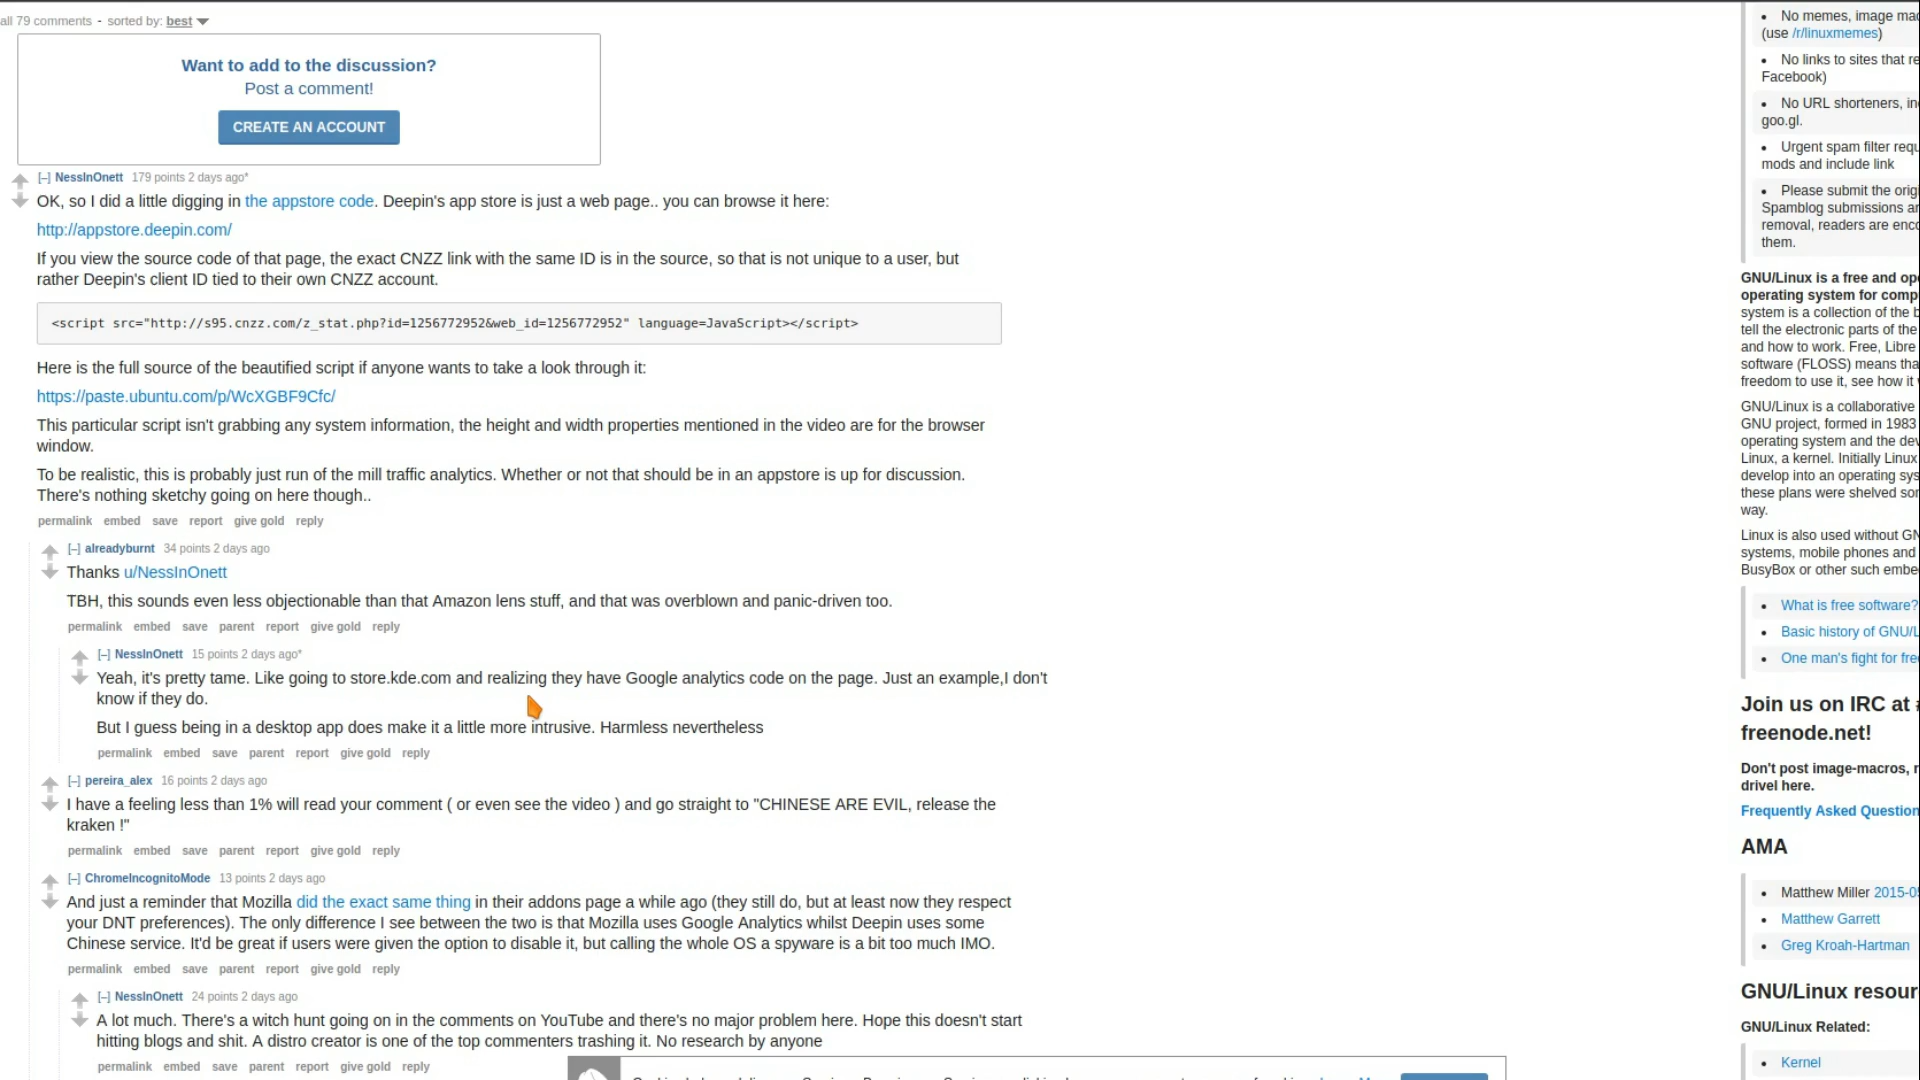 all 79 comments - sorted by: best
Want to add to the discussion?
Post a comment!
CREATE AN ACCOUNT
[–] NessInOnett 179 points 2 days ago*
OK, so I did a little digging in the appstore code. Deepin's app store is just a web page.. you can browse it here:
http://appstore.deepin.com/
If you view the source code of that page, the exact CNZZ link with the same ID is in the source, so that is not unique to a user, but
rather Deepin's client ID tied to their own CNZZ account.
<script src="http://s95.cnzz.com/z_stat.php?id=1256772952&web_id=1256772952" language=JavaScript></script>
Here is the full source of the beautified script if anyone wants to take a look through it:
https://paste.ubuntu.com/p/WcXGBF9Cfc/
This particular script isn't grabbing any system information, the height and width properties mentioned in the video are for the browser
window.
To be realistic, this is probably just run of the mill traffic analytics. Whether or not that should be in an appstore is up for discussion.
There's nothing sketchy going on here though..
permalink embed save report give gold reply
[–] alreadyburnt 34 points 2 days ago
Thanks u/NessInOnett
TBH, this sounds even less objectionable than that Amazon lens stuff, and that was overblown and panic-driven too.
permalink embed save parent report give gold reply
[–] NessInOnett 15 points 2 days ago*
Yeah, it's pretty tame. Like going to store.kde.com and realizing they have Google analytics code on the page. Just an example,I don't
know if they do.
But I guess being in a desktop app does make it a little more intrusive. Harmless nevertheless
permalink embed save parent report give gold reply
[–] pereira_alex 16 points 2 days ago
I have a feeling less than 1% will read your comment ( or even see the video ) and go straight to "CHINESE ARE EVIL, release the
kraken !"
permalink embed save parent report give gold reply
[–] ChromeIncognitoMode 13 points 2 days ago
And just a reminder that Mozilla did the exact same thing in their addons page a while ago (they still do, but at least now they respect
your DNT preferences). The only difference I see between the two is that Mozilla uses Google Analytics whilst Deepin uses some
Chinese service. It'd be great if users were given the option to disable it, but calling the whole OS a spyware is a bit too much IMO.
permalink embed save parent report give gold reply
[–] NessInOnett 24 points 2 days ago
A lot much. There's a witch hunt going on in the comments on YouTube and there's no major problem here. Hope this doesn't start
hitting blogs and shit. A distro creator is one of the top commenters trashing it. No research by anyone
permalink embed save parent report give gold reply
No memes, image
(use /r/linuxmemes)
No links to sites that
Facebook)
No URL shorteners,
goo.gl.
Urgent spam filter
mods and include link
Please submit the
Spamblog submissions
removal, readers are
them.
GNU/Linux is a free and
operating system for
system is a collection of the
tell the electronic parts of the
and how to work. Free, Libre
software (FLOSS) means
freedom to use it, see how it
GNU/Linux is a collaborative
GNU project, formed in 1983
operating system and the
Linux, a kernel. Initially Linux
develop into an operating
these plans were shelved
way.
Linux is also used without
systems, mobile phones and
BusyBox or other such
What is free software?
Basic history of
One man's fight for
Join us on IRC at
freenode.net!
Don't post image-macros,
drivel here.
Frequently Asked
AMA
Matthew Miller
Matthew Garrett
Greg Kroah-Hartman
GNU/Linux
GNU/Linux Related:
Kernel